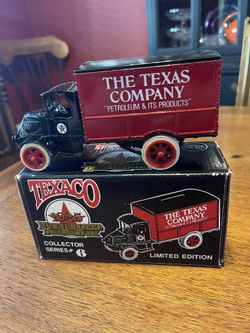 THE TEXAS
COMPANY
"PETROLEUM & ITS PRODUCTS"
TEXACO
COLLECTOR
SERIES # 6
THE TEXAS
COMPANY
LIMITED EDITION